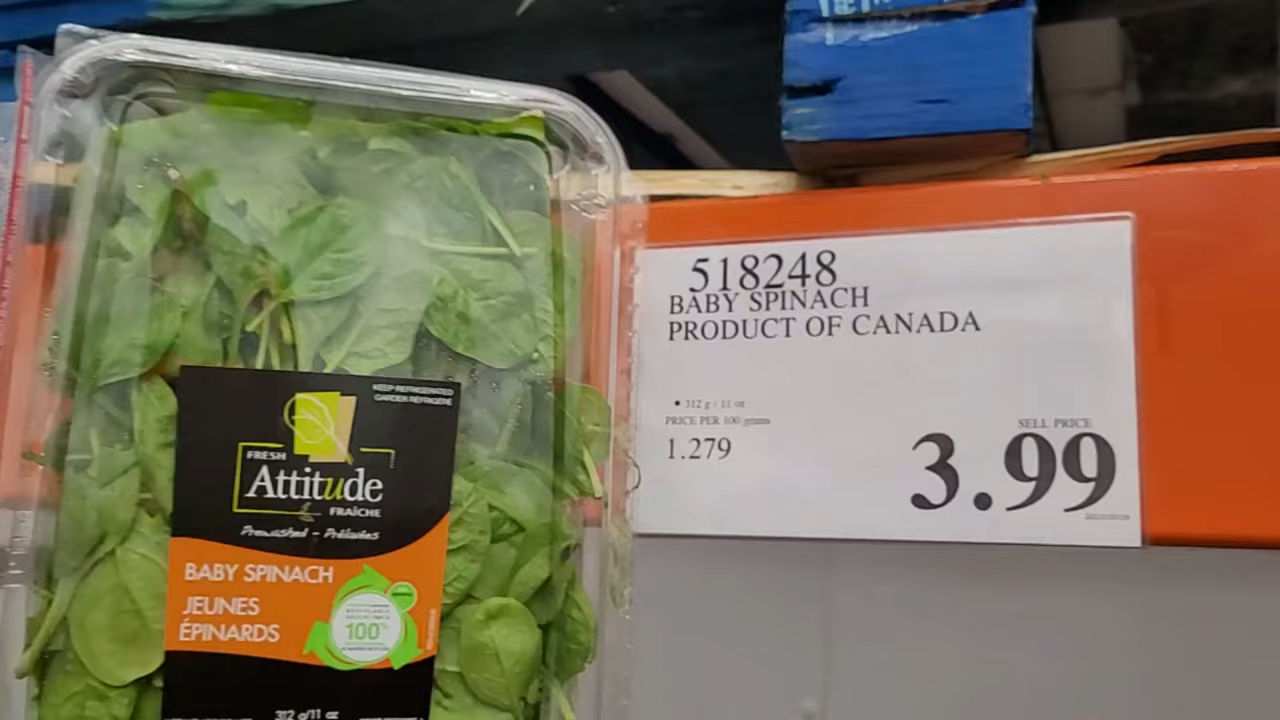 KEEP REFRIGERATED
GARDER RÉFRIGÉRÉ
FRESH
Attitude
FRAÎCHE
Prewashed - Prélavées
BABY SPINACH
JEUNES
ÉPINARDS
100%
312 g/11 oz
518248
BABY SPINACH
PRODUCT OF CANADA
• 312 g / 11 oz
PRICE PER 100 grams
1.279
SELL PRICE
3.99